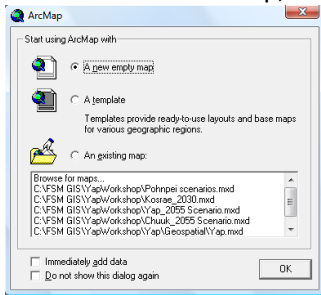 ArcMap
Start using ArcMap with
A new empty map
A template
Templates provide ready-to-use layouts and base maps
for various geographic regions.
An existing map:
Browse for maps...
C:\FSM GIS\YapWorkshop\Pohnpei scenarios.mxd
C:\FSM GIS\YapWorkshop\Kosrae_2030.mxd
C:\FSM GIS\YapWorkshop\Yap_2055 Scenario.mxd
C:\FSM GIS\YapWorkshop\Chuuk_2055 Scenario.mxd
C:\FSM GIS\YapWorkshop\Yap\Geospatial\Yap.mxd
Immediately add data
Do not show this dialog again
OK